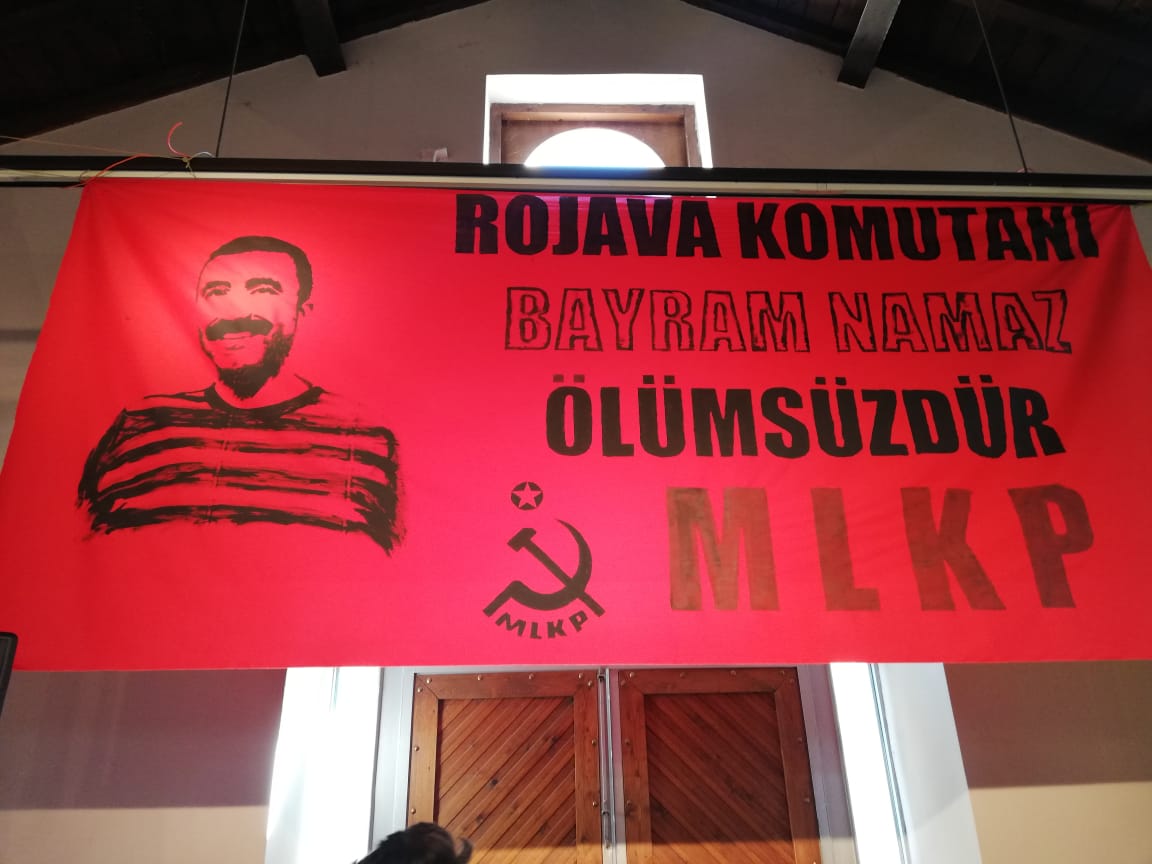 ROJAVA KOMUTANI
BAYRAM NAMAZ
ÖLÜMSÜZDÜR
MLKP
MLKP